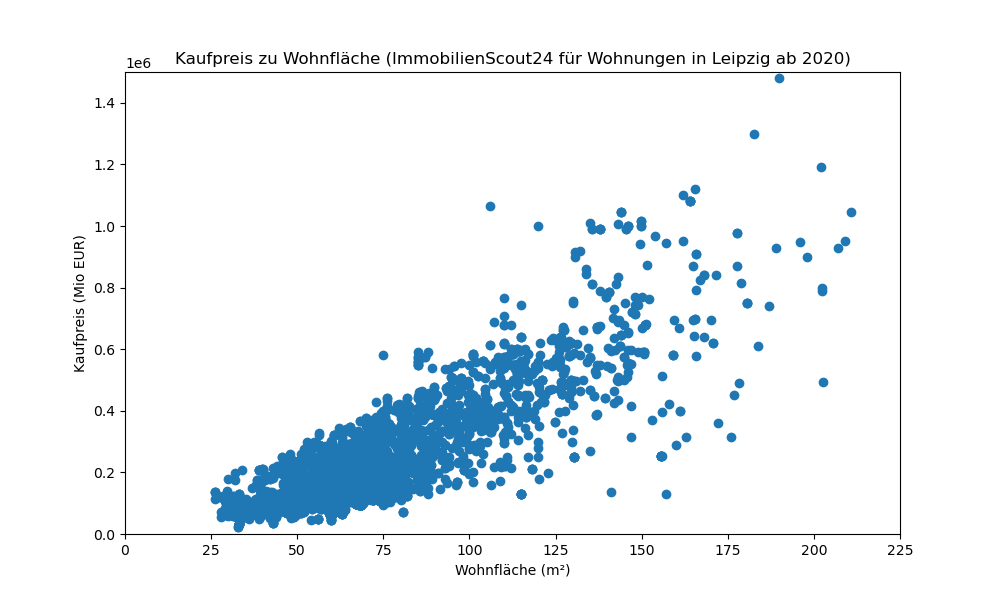 Kaufpreis zu Wohnfläche (ImmobilienScout24 für Wohnungen in Leipzig ab 2020)
1e6
1.4
1.2
1.0
0.8
0.6
0.4
0.2
0.0
Kaufpreis (Mio EUR)
0 25 50 75 100 125 150 175 200 225
Wohnfläche (m²)